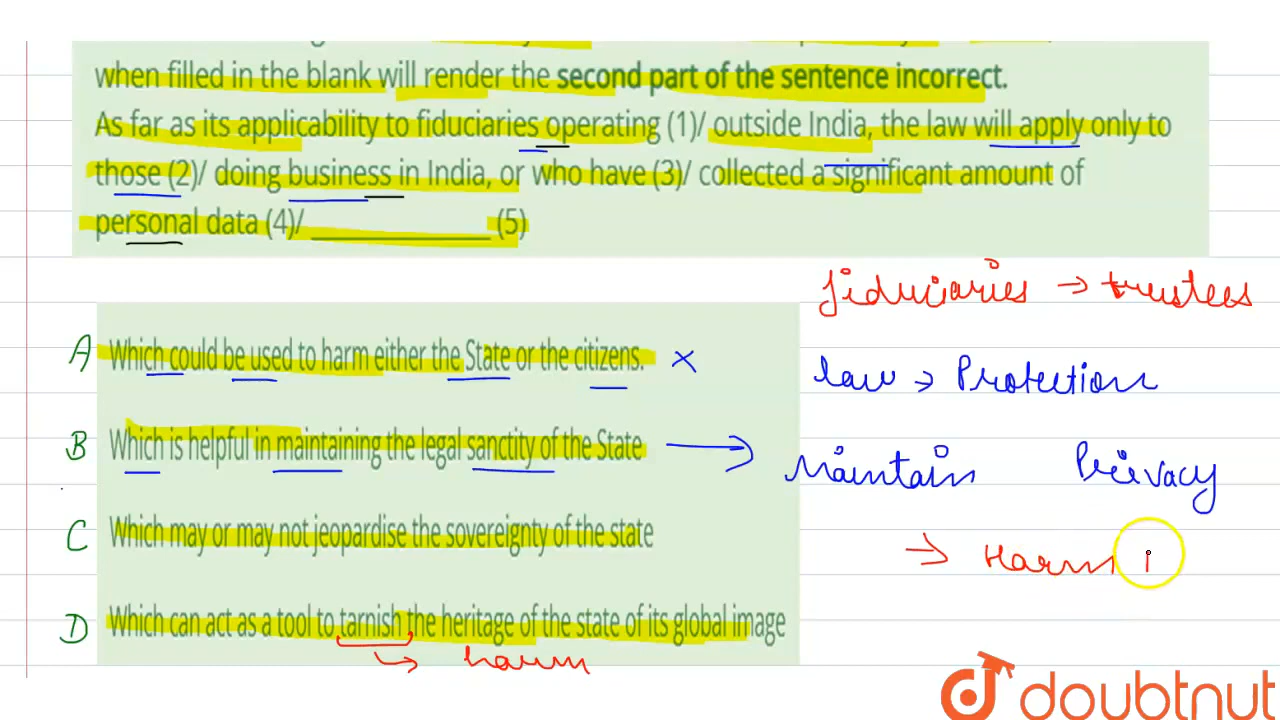 when filled in the blank will render the second part of the sentence incorrect.
As far as its applicability to fiduciaries operating (1)/ outside India, the law will apply only to
those (2)/ doing business in India, or who have (3)/ collected a significant amount of
personal data (4)/ ____________________ (5)
fiduciaries → trustees
A Which could be used to harm either the State or the citizens. ×
law → Protection
B Which is helpful in maintaining the legal sanctity of the State →
Maintain Privacy
C Which may or may not jeopardise the sovereignty of the state
→ Harm
D Which can act as a tool to tarnish the heritage of the state of its global image
→ harm
doubtnut